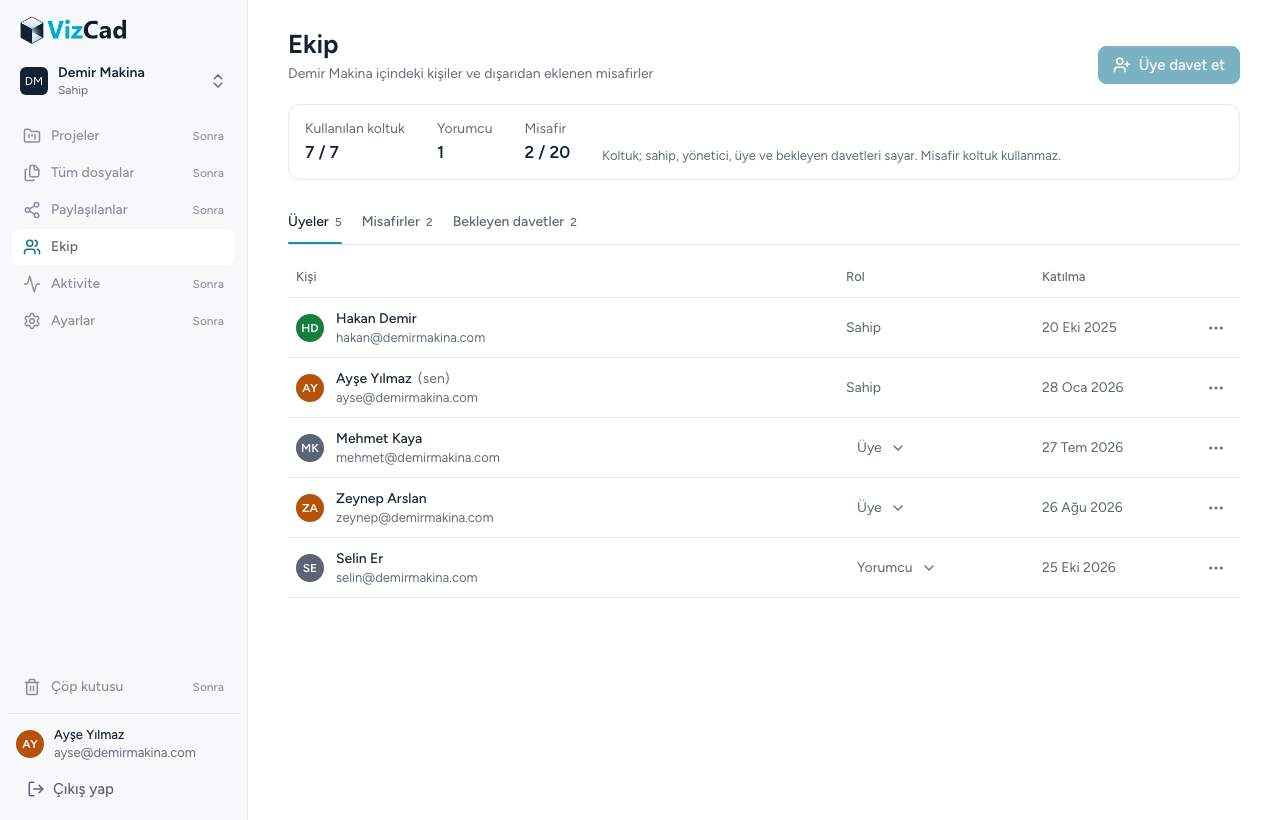 VizCad
DM
Demir Makina
Sahip
Projeler Sonra
Tüm dosyalar Sonra
Paylaşılanlar Sonra
Ekip
Aktivite Sonra
Ayarlar Sonra
Çöp kutusu Sonra
AY
Ayşe Yılmaz
ayse@demirmakina.com
Çıkış yap
Ekip
Demir Makina içindeki kişiler ve dışarıdan eklenen misafirler
Üye davet et
Kullanılan koltuk Yorumcu Misafir
7 / 7 1 2 / 20 Koltuk; sahip, yönetici, üye ve bekleyen davetleri sayar. Misafir koltuk kullanmaz.
Üyeler 5 Misafirler 2 Bekleyen davetler 2
Kişi Rol Katılma
HD Hakan Demir Sahip 20 Eki 2025
hakan@demirmakina.com
AY Ayşe Yılmaz (sen) Sahip 28 Oca 2026
ayse@demirmakina.com
MK Mehmet Kaya Üye 27 Tem 2026
mehmet@demirmakina.com
ZA Zeynep Arslan Üye 26 Ağu 2026
zeynep@demirmakina.com
SE Selin Er Yorumcu 25 Eki 2026
selin@demirmakina.com